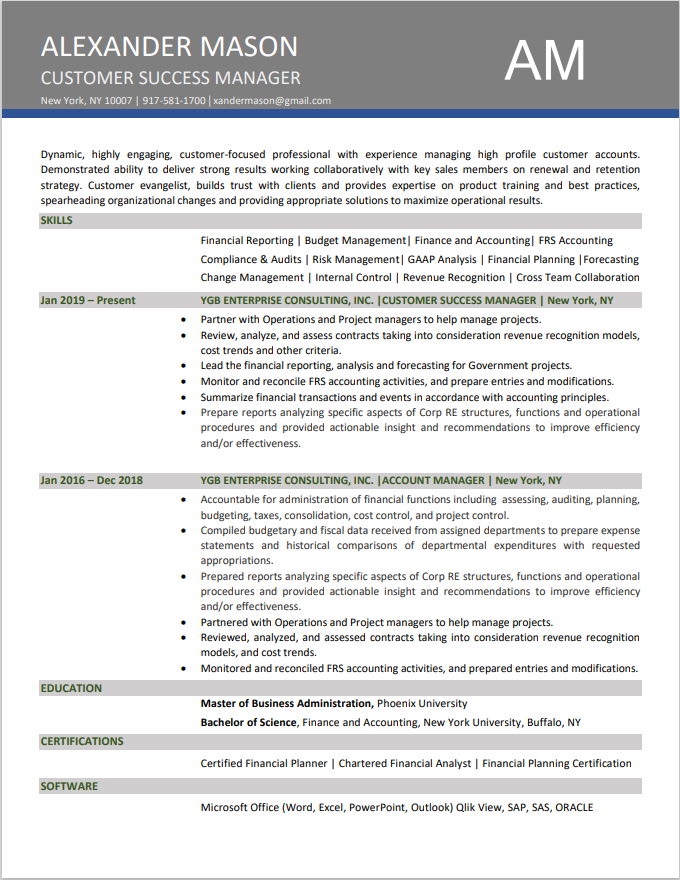 ALEXANDER MASON
AM
CUSTOMER SUCCESS MANAGER
New York, NY 10007 | 917-581-1700 | xandermason@gmail.com
Dynamic, highly engaging, customer-focused professional with experience managing high profile customer accounts.
Demonstrated ability to deliver strong results working collaboratively with key sales members on renewal and retention
strategy. Customer evangelist, builds trust with clients and provides expertise on product training and best practices,
spearheading organizational changes and providing appropriate solutions to maximize operational results.
SKILLS
Financial Reporting | Budget Management| Finance and Accounting| FRS Accounting
Compliance & Audits | Risk Management| GAAP Analysis | Financial Planning |Forecasting
Change Management | Internal Control | Revenue Recognition | Cross Team Collaboration
Jan 2019 – Present YGB ENTERPRISE CONSULTING, INC. |CUSTOMER SUCCESS MANAGER | New York, NY
• Partner with Operations and Project managers to help manage projects.
• Review, analyze, and assess contracts taking into consideration revenue recognition models,
cost trends and other criteria.
• Lead the financial reporting, analysis and forecasting for Government projects.
• Monitor and reconcile FRS accounting activities, and prepare entries and modifications.
• Summarize financial transactions and events in accordance with accounting principles.
• Prepare reports analyzing specific aspects of Corp RE structures, functions and operational
procedures and provided actionable insight and recommendations to improve efficiency
and/or effectiveness.
Jan 2016 – Dec 2018 YGB ENTERPRISE CONSULTING, INC. |ACCOUNT MANAGER | New York, NY
• Accountable for administration of financial functions including assessing, auditing, planning,
budgeting, taxes, consolidation, cost control, and project control.
• Compiled budgetary and fiscal data received from assigned departments to prepare expense
statements and historical comparisons of departmental expenditures with requested
appropriations.
• Prepared reports analyzing specific aspects of Corp RE structures, functions and operational
procedures and provided actionable insight and recommendations to improve efficiency
and/or effectiveness.
• Partnered with Operations and Project managers to help manage projects.
• Reviewed, analyzed, and assessed contracts taking into consideration revenue recognition
models, and cost trends.
• Monitored and reconciled FRS accounting activities, and prepared entries and modifications.
EDUCATION
Master of Business Administration, Phoenix University
Bachelor of Science, Finance and Accounting, New York University, Buffalo, NY
CERTIFICATIONS
Certified Financial Planner | Chartered Financial Analyst | Financial Planning Certification
SOFTWARE
Microsoft Office (Word, Excel, PowerPoint, Outlook) Qlik View, SAP, SAS, ORACLE